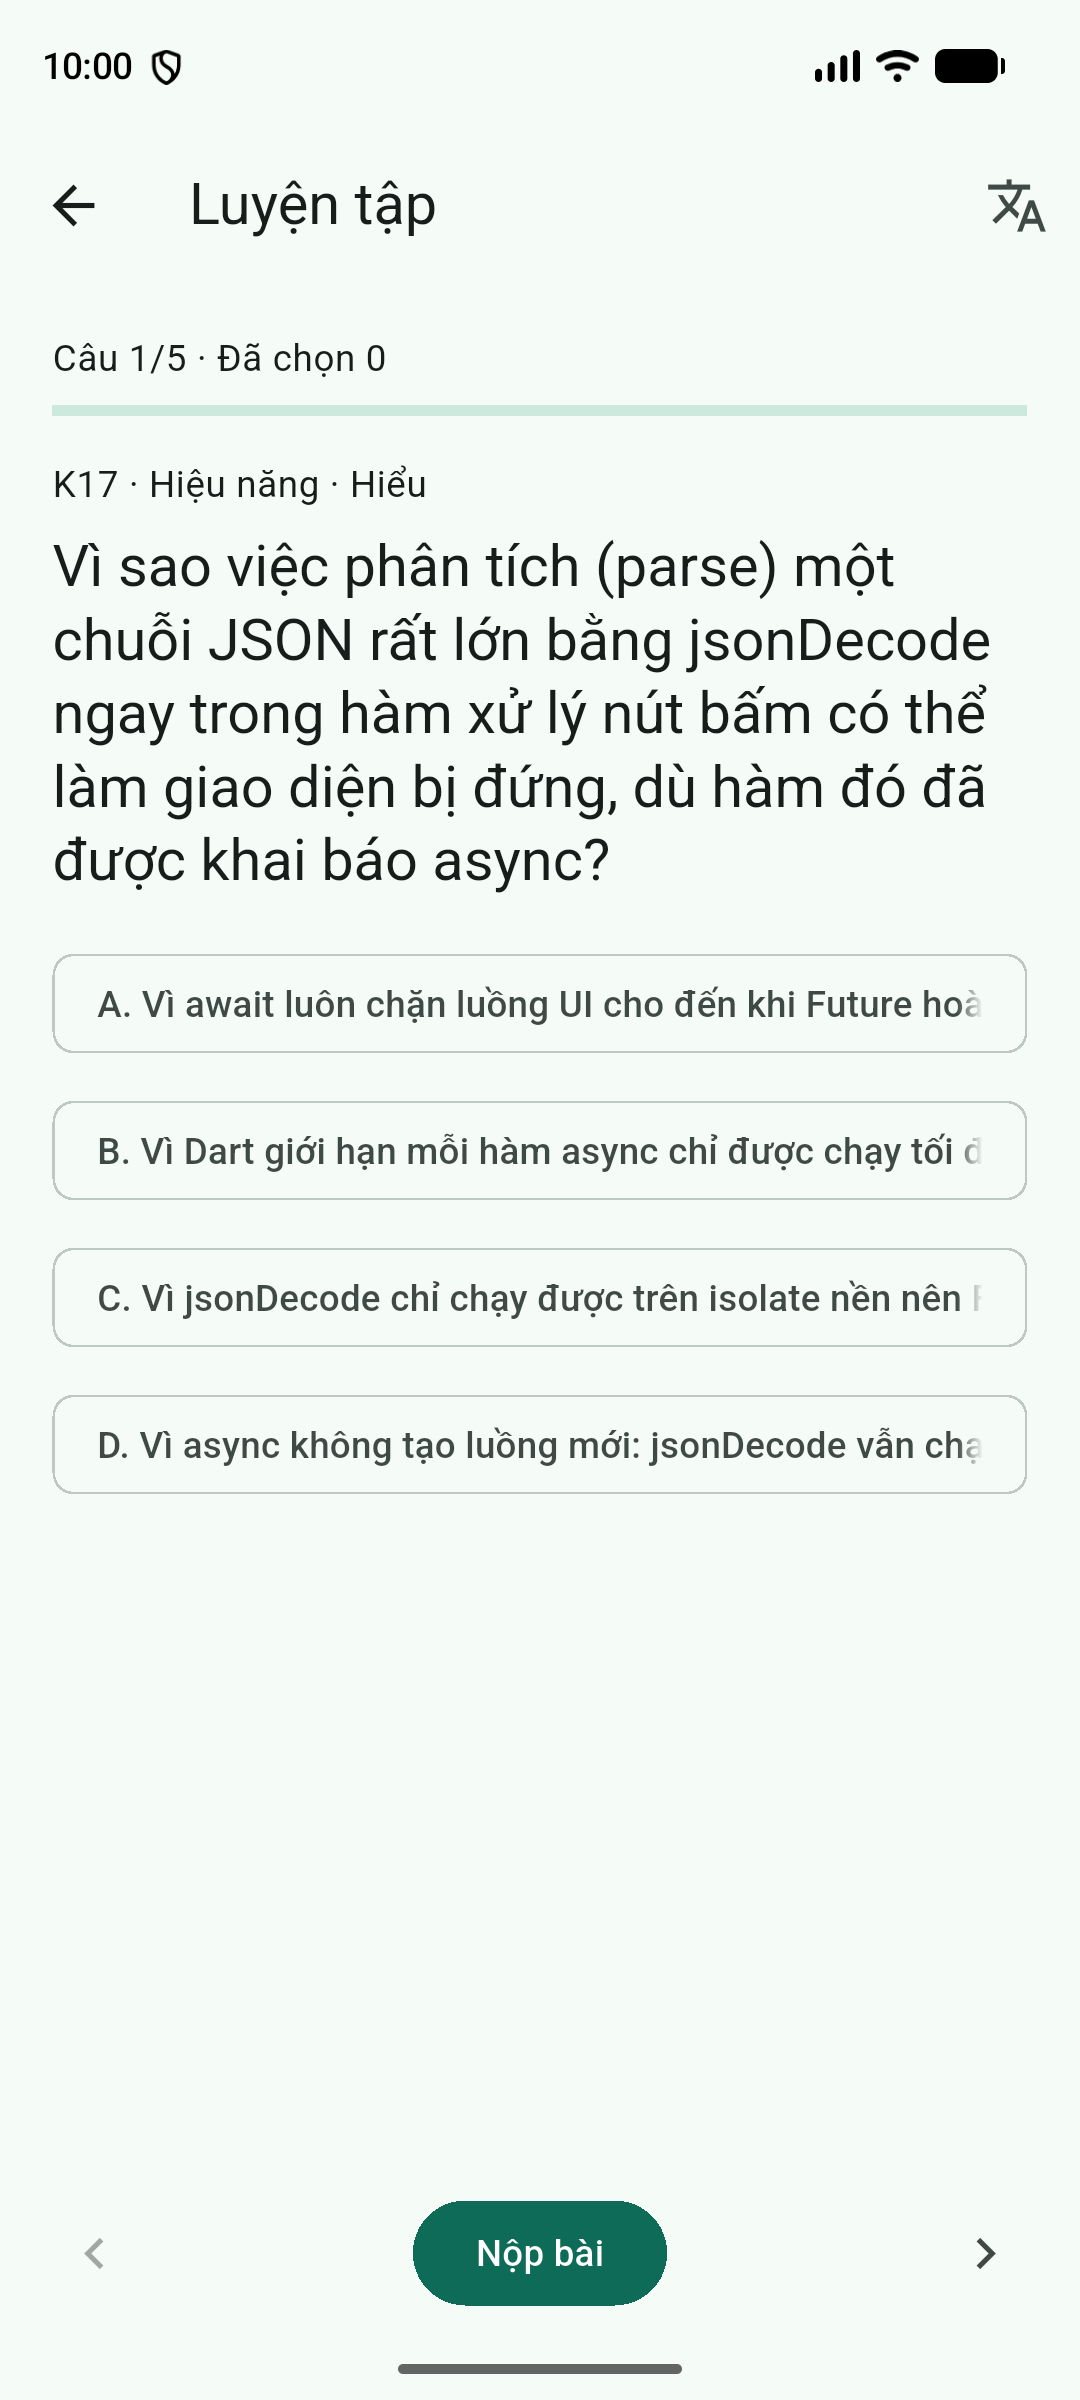 10:00
Luyện tập
Câu 1/5 · Đã chọn 0
K17 · Hiệu năng · Hiểu
Vì sao việc phân tích (parse) một
chuỗi JSON rất lớn bằng jsonDecode
ngay trong hàm xử lý nút bấm có thể
làm giao diện bị đứng, dù hàm đó đã
được khai báo async?
A. Vì await luôn chặn luồng UI cho đến khi Future
B. Vì Dart giới hạn mỗi hàm async chỉ được chạy tối
C. Vì jsonDecode chỉ chạy được trên isolate nền nên
D. Vì async không tạo luồng mới: jsonDecode vẫn
Nộp bài